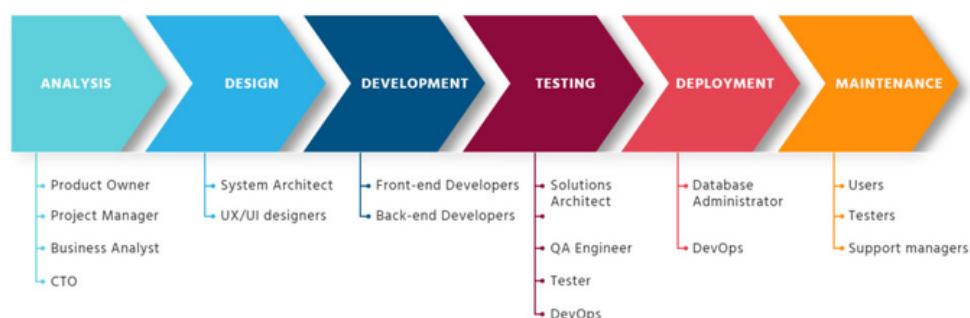 ANALYSIS
DESIGN
DEVELOPMENT
TESTING
DEPLOYMENT
MAINTENANCE
Product Owner
Project Manager
Business Analyst
CTO
System Architect
UX/UI designers
Front-end Developers
Back-end Developers
Solutions
Architect
QA Engineer
Tester
DevOps
Database
Administrator
DevOps
Users
Testers
Support managers